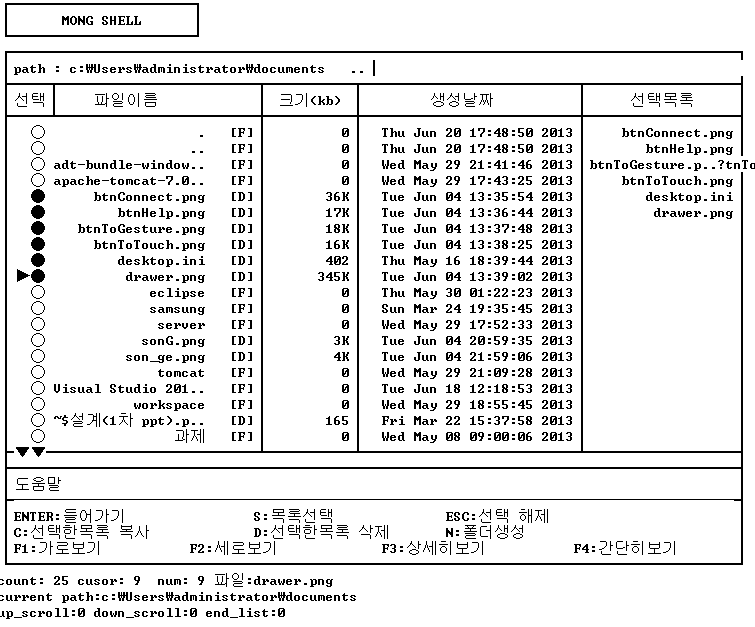 MONG SHELL
path : c:₩Users₩administrator₩documents ..
선택 파일이름 크기(kb) 생성날짜 선택목록
. [F] 0 Thu Jun 20 17:48:50 2013 btnConnect.png
.. [F] 0 Thu Jun 20 17:48:50 2013 btnHelp.png
adt-bundle-window.. [F] 0 Wed May 29 21:41:46 2013 btnToGesture.p..?tnTo
apache-tomcat-7.0.. [F] 0 Wed May 29 17:43:25 2013 btnToTouch.png
btnConnect.png [D] 36K Tue Jun 04 13:35:54 2013 desktop.ini
btnHelp.png [D] 17K Tue Jun 04 13:36:44 2013 drawer.png
btnToGesture.png [D] 18K Tue Jun 04 13:37:48 2013
btnToTouch.png [D] 16K Tue Jun 04 13:38:25 2013
desktop.ini [D] 402 Thu May 16 18:39:44 2013
drawer.png [D] 345K Tue Jun 04 13:39:02 2013
eclipse [F] 0 Thu May 30 01:22:23 2013
samsung [F] 0 Sun Mar 24 19:35:45 2013
server [F] 0 Wed May 29 17:52:33 2013
sonG.png [D] 3K Tue Jun 04 20:59:35 2013
son_ge.png [D] 4K Tue Jun 04 21:59:06 2013
tomcat [F] 0 Wed May 29 21:09:28 2013
Visual Studio 201.. [F] 0 Tue Jun 18 12:18:53 2013
workspace [F] 0 Wed May 29 18:55:45 2013
~$설계(1차 ppt).p.. [D] 165 Fri Mar 22 15:37:58 2013
과제 [F] 0 Wed May 08 09:00:06 2013
도움말
ENTER:들어가기 S:목록선택 ESC:선택 해제
C:선택한목록 복사 D:선택한목록 삭제 N:폴더생성
F1:가로보기 F2:세로보기 F3:상세히보기 F4:간단히보기
count: 25 cusor: 9 num: 9 파일:drawer.png
current path:c:₩Users₩administrator₩documents
up_scroll:0 down_scroll:0 end_list:0